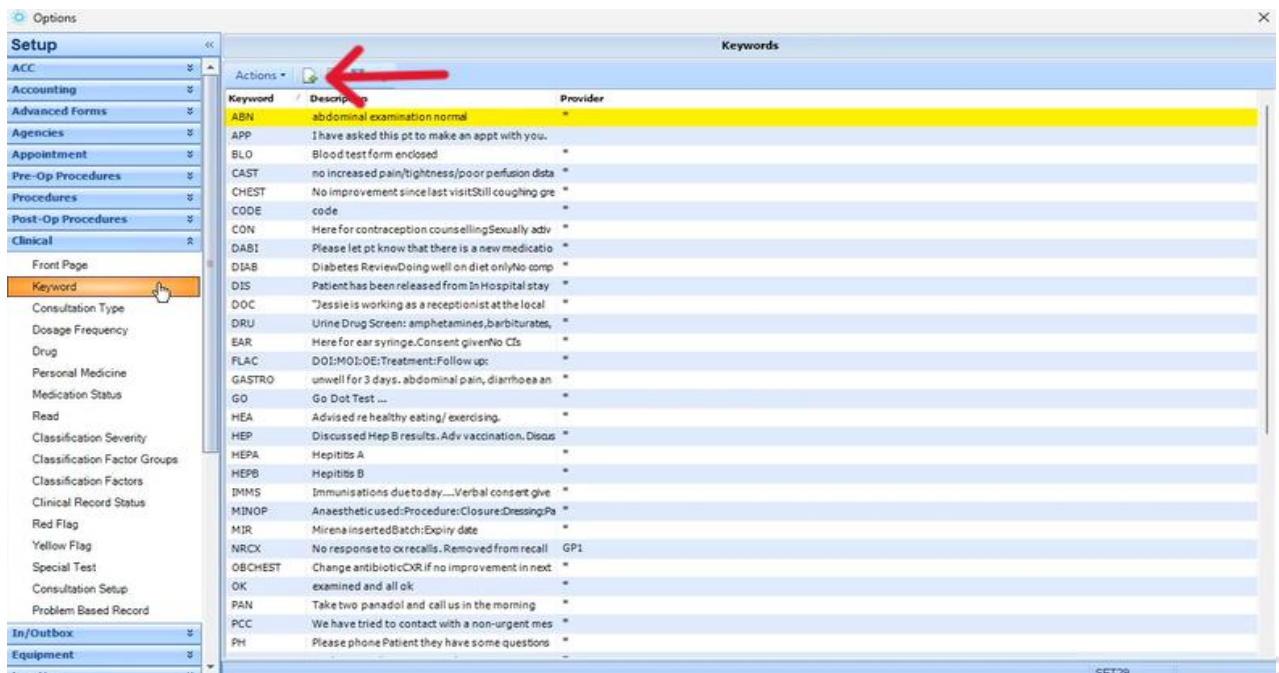 Options
Setup
Keywords
ACC
Accounting
Advanced Forms
Agencies
Appointment
Pre-Op Procedures
Procedures
Post-Op Procedures
Clinical
Front Page
Keyword
Consultation Type
Dosage Frequency
Drug
Personal Medicine
Medication Status
Read
Classification Severity
Classification Factor Groups
Classification Factors
Clinical Record Status
Red Flag
Yellow Flag
Special Test
Consultation Setup
Problem Based Record
In/Outbox
Equipment
Actions
Keyword Provider
ABN abdominal examination normal *
APP I have asked this pt to make an appt with you.
BLO Blood test form enclosed *
CAST no increased pain/tightness/poor perfusion dista *
CHEST No improvement since last visitStill coughing gre *
CODE code *
CON Here for contraception counsellingSexually adiv *
DABI Please let pt know that there is a new medicatio *
DIAB Diabetes ReviewDoing well on diet onlyNo comp *
DIS Patient has been released from In Hospital stay *
DOC "Jessie is working as a receptionist at the local *
DRU Urine Drug Screen: amphetamines,barbiturates, *
EAR Here for ear syringe.Consent givenNo CIs *
FLAC DOI:MOI:OE:Treatment:Follow up: *
GASTRO unwell for 3 days. abdominal pain, diarrhoea an *
GO Go Dot Test ... *
HEA Advised re healthy eating/ exercising. *
HEP Discussed Hep B results. Adv vaccination. Discus *
HEPA Hepititis A *
HEPB Hepititis B *
IMMS Immunisations due today....Verbal consent give *
MINOP Anaesthetic used:Procedure:Closure:Dressing:Pa *
MIR Mirena insertedBatch:Expiry date *
NRCX No response to cx recalls. Removed from recall GP1
OBCHEST Change antibioticCXR if no improvement in next *
OK examined and all ok *
PAN Take two panadol and call us in the morning *
PCC We have tried to contact with a non-urgent mes *
PH Please phone Patient they have some questions *